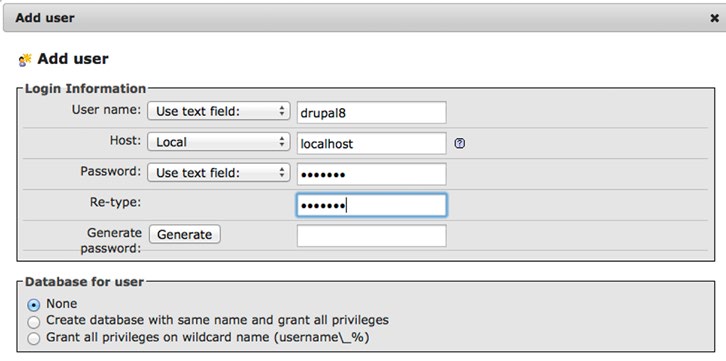 Add user
Add user
Login Information
User name: Use text field: drupal8
Host: Local localhost
Password: Use text field: •••••••
Re-type: •••••••
Generate
password: Generate
Database for user
None
Create database with same name and grant all privileges
Grant all privileges on wildcard name (username\_%)